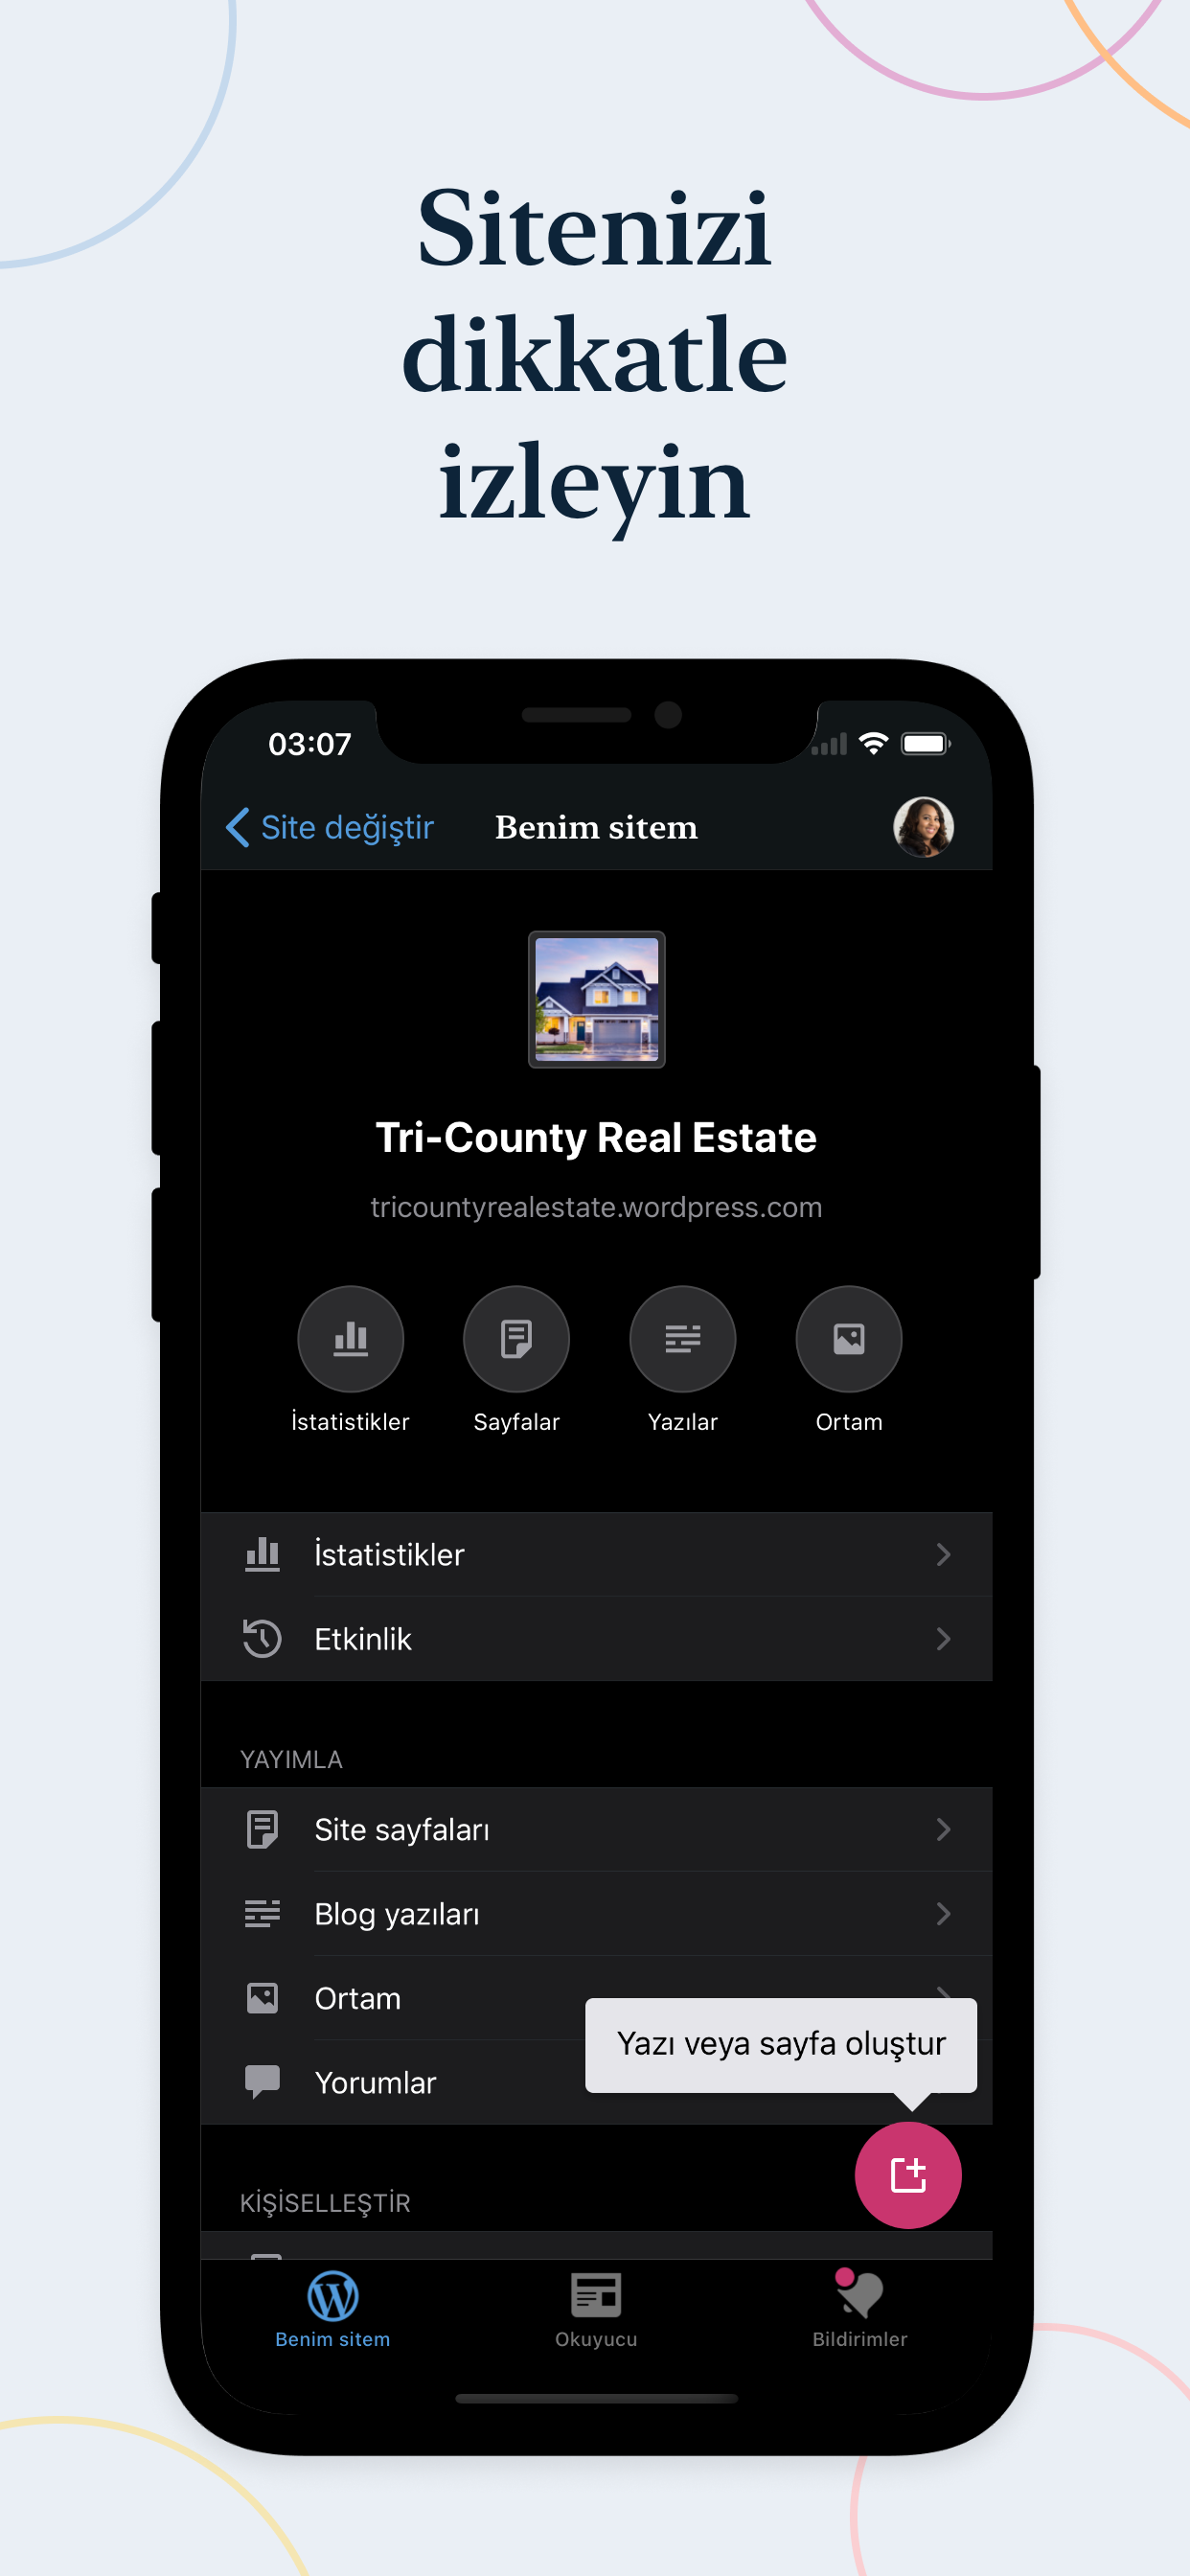 Sitenizi
dikkatle
izleyin
03:07
Site değiştir
Benim sitem
Tri-County Real Estate
tricountyrealestate.wordpress.com
İstatistikler
Sayfalar
Yazılar
Ortam
İstatistikler
Etkinlik
YAYIMLA
Site sayfaları
Blog yazıları
Ortam
Yazı veya sayfa oluştur
Yorumlar
KİŞİSELLEŞTİR
Benim sitem
Okuyucu
Bildirimler